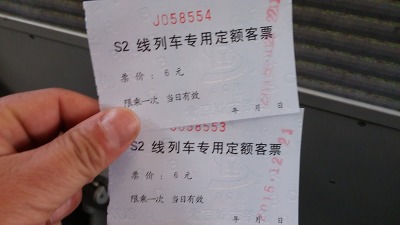 J058554
S2 线列车专用定额客票
票价：6元
限乘一次 当日有效
年 月 日
J058553
S2 线列车专用定额客票
票价：6元
限乘一次 当日有效
年 月 日